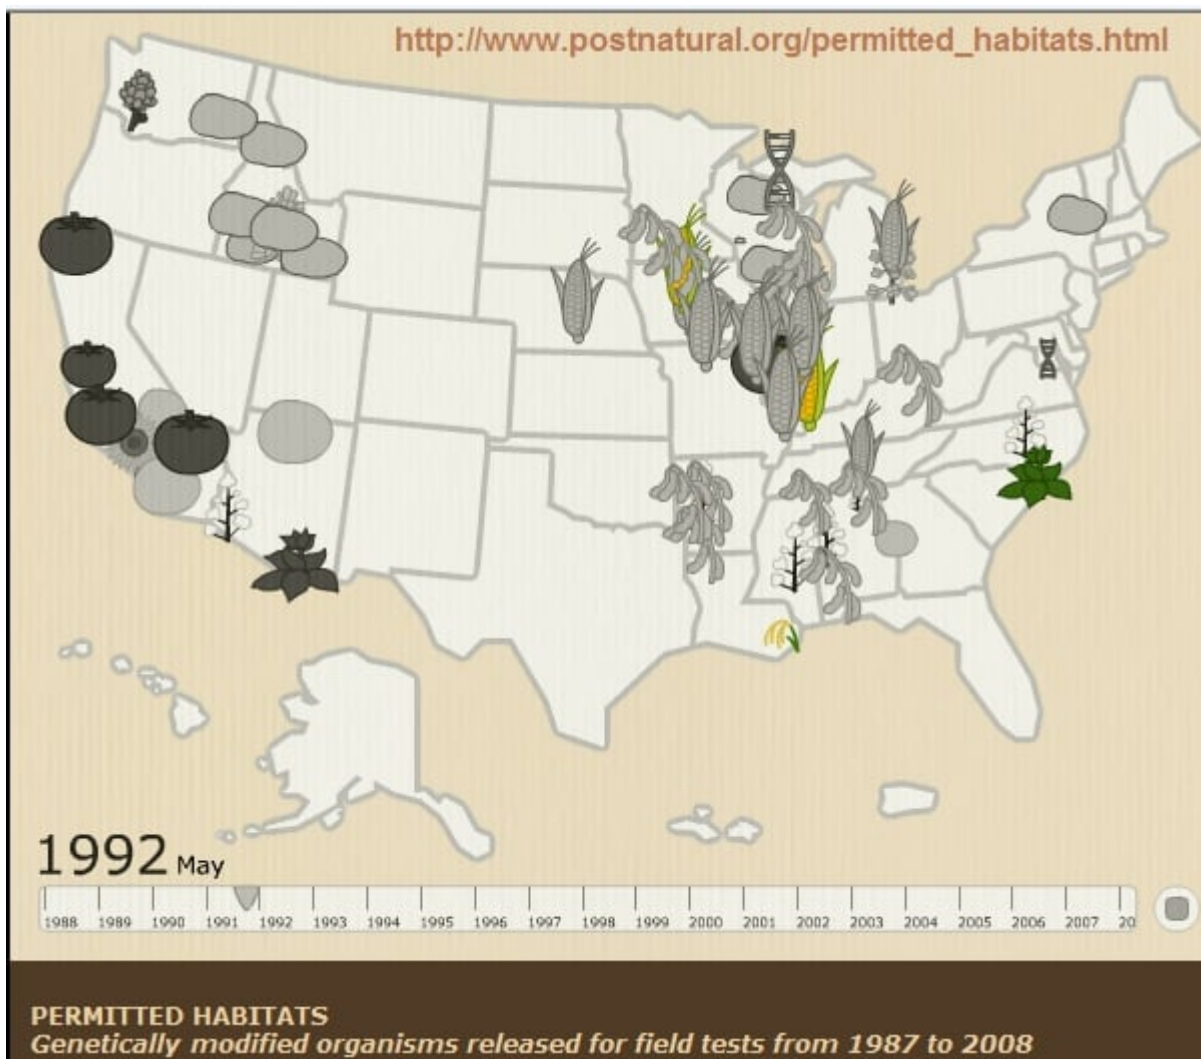 http://www.postnatural.org/permitted_habitats.html
1992 May
1988 1989 1990 1991 1992 1993 1994 1995 1996 1997 1998 1999 2000 2001 2002 2003 2004 2005 2006 2007 20
PERMITTED HABITATS
Genetically modified organisms released for field tests from 1987 to 2008